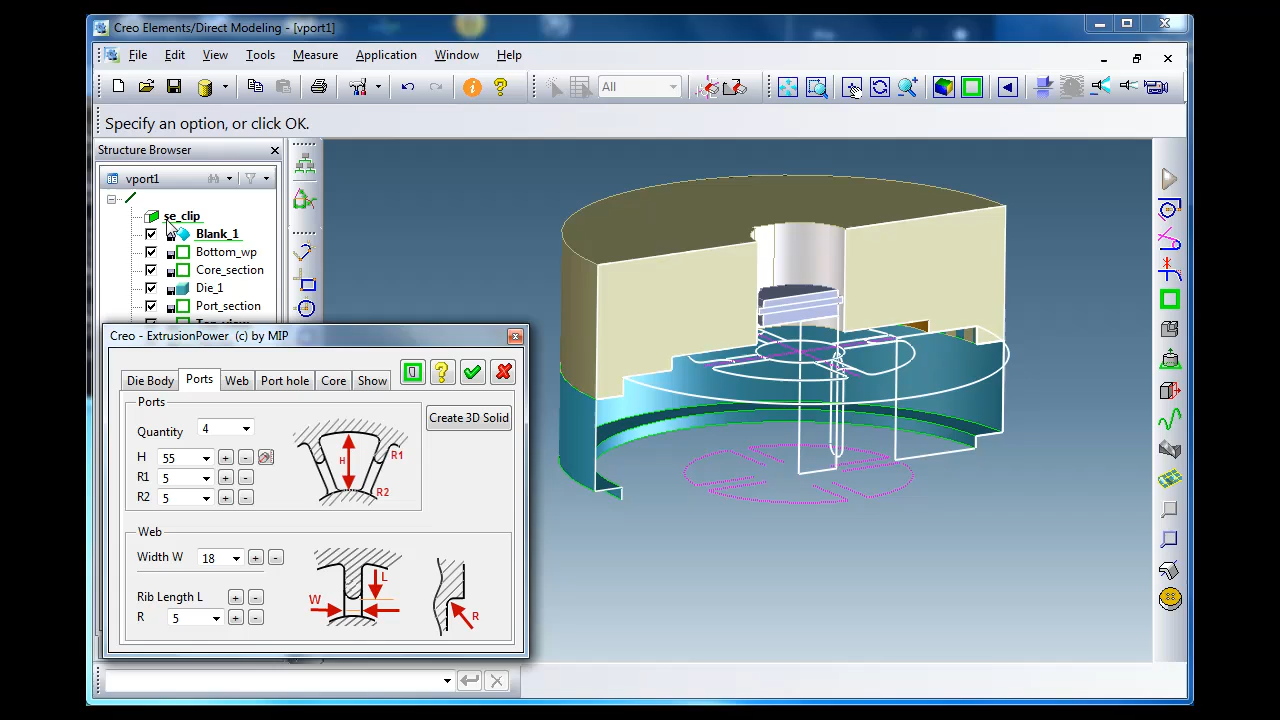 Creo Elements/Direct Modeling - [vport1]
File Edit View Tools Measure Application Window Help
All
Specify an option, or click OK.
Structure Browser
vport1
se_clip
Blank_1
Bottom_wp
Core_section
Die_1
Port_section
Creo - ExtrusionPower (c) by MIP
Die Body Ports Web Port hole Core Show
Ports
Create 3D Solid
Quantity 4
H 55
R1 5
R2 5
H R1
R2
Web
Width W 18
Rib Length L
R 5
L
W
R